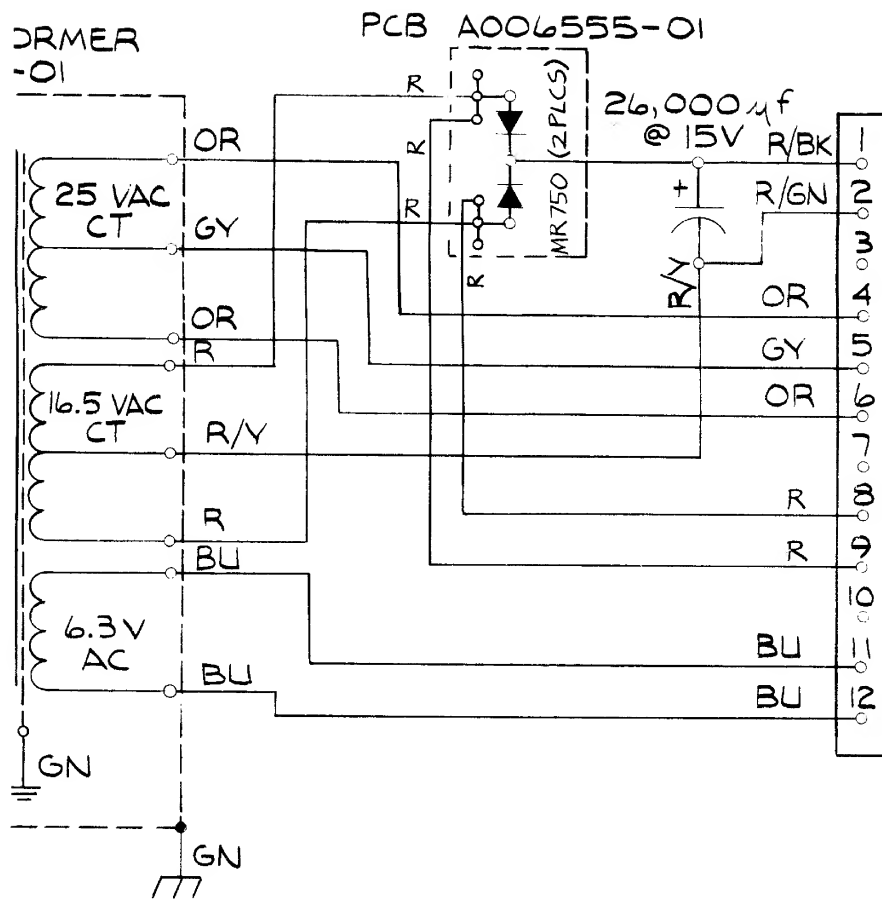 PCB A006555-01
ORMER
-01
R
R
R
R
MR750 (2PLCS)
26,000 µf
@ 15V
+
R/BK
R/GN
R/Y
OR
25 VAC
CT
GY
OR
R
16.5 VAC
CT
R/Y
R
BU
6.3V
AC
BU
GN
GN
OR
GY
OR
R
R
BU
BU
1
2
3
4
5
6
7
8
9
10
11
12